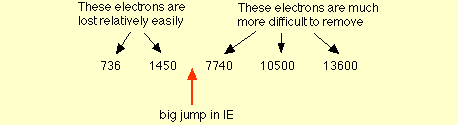 These electrons are
lost relatively easily
These electrons are much
more difficult to remove
736 1450 7740 10500 13600
big jump in IE